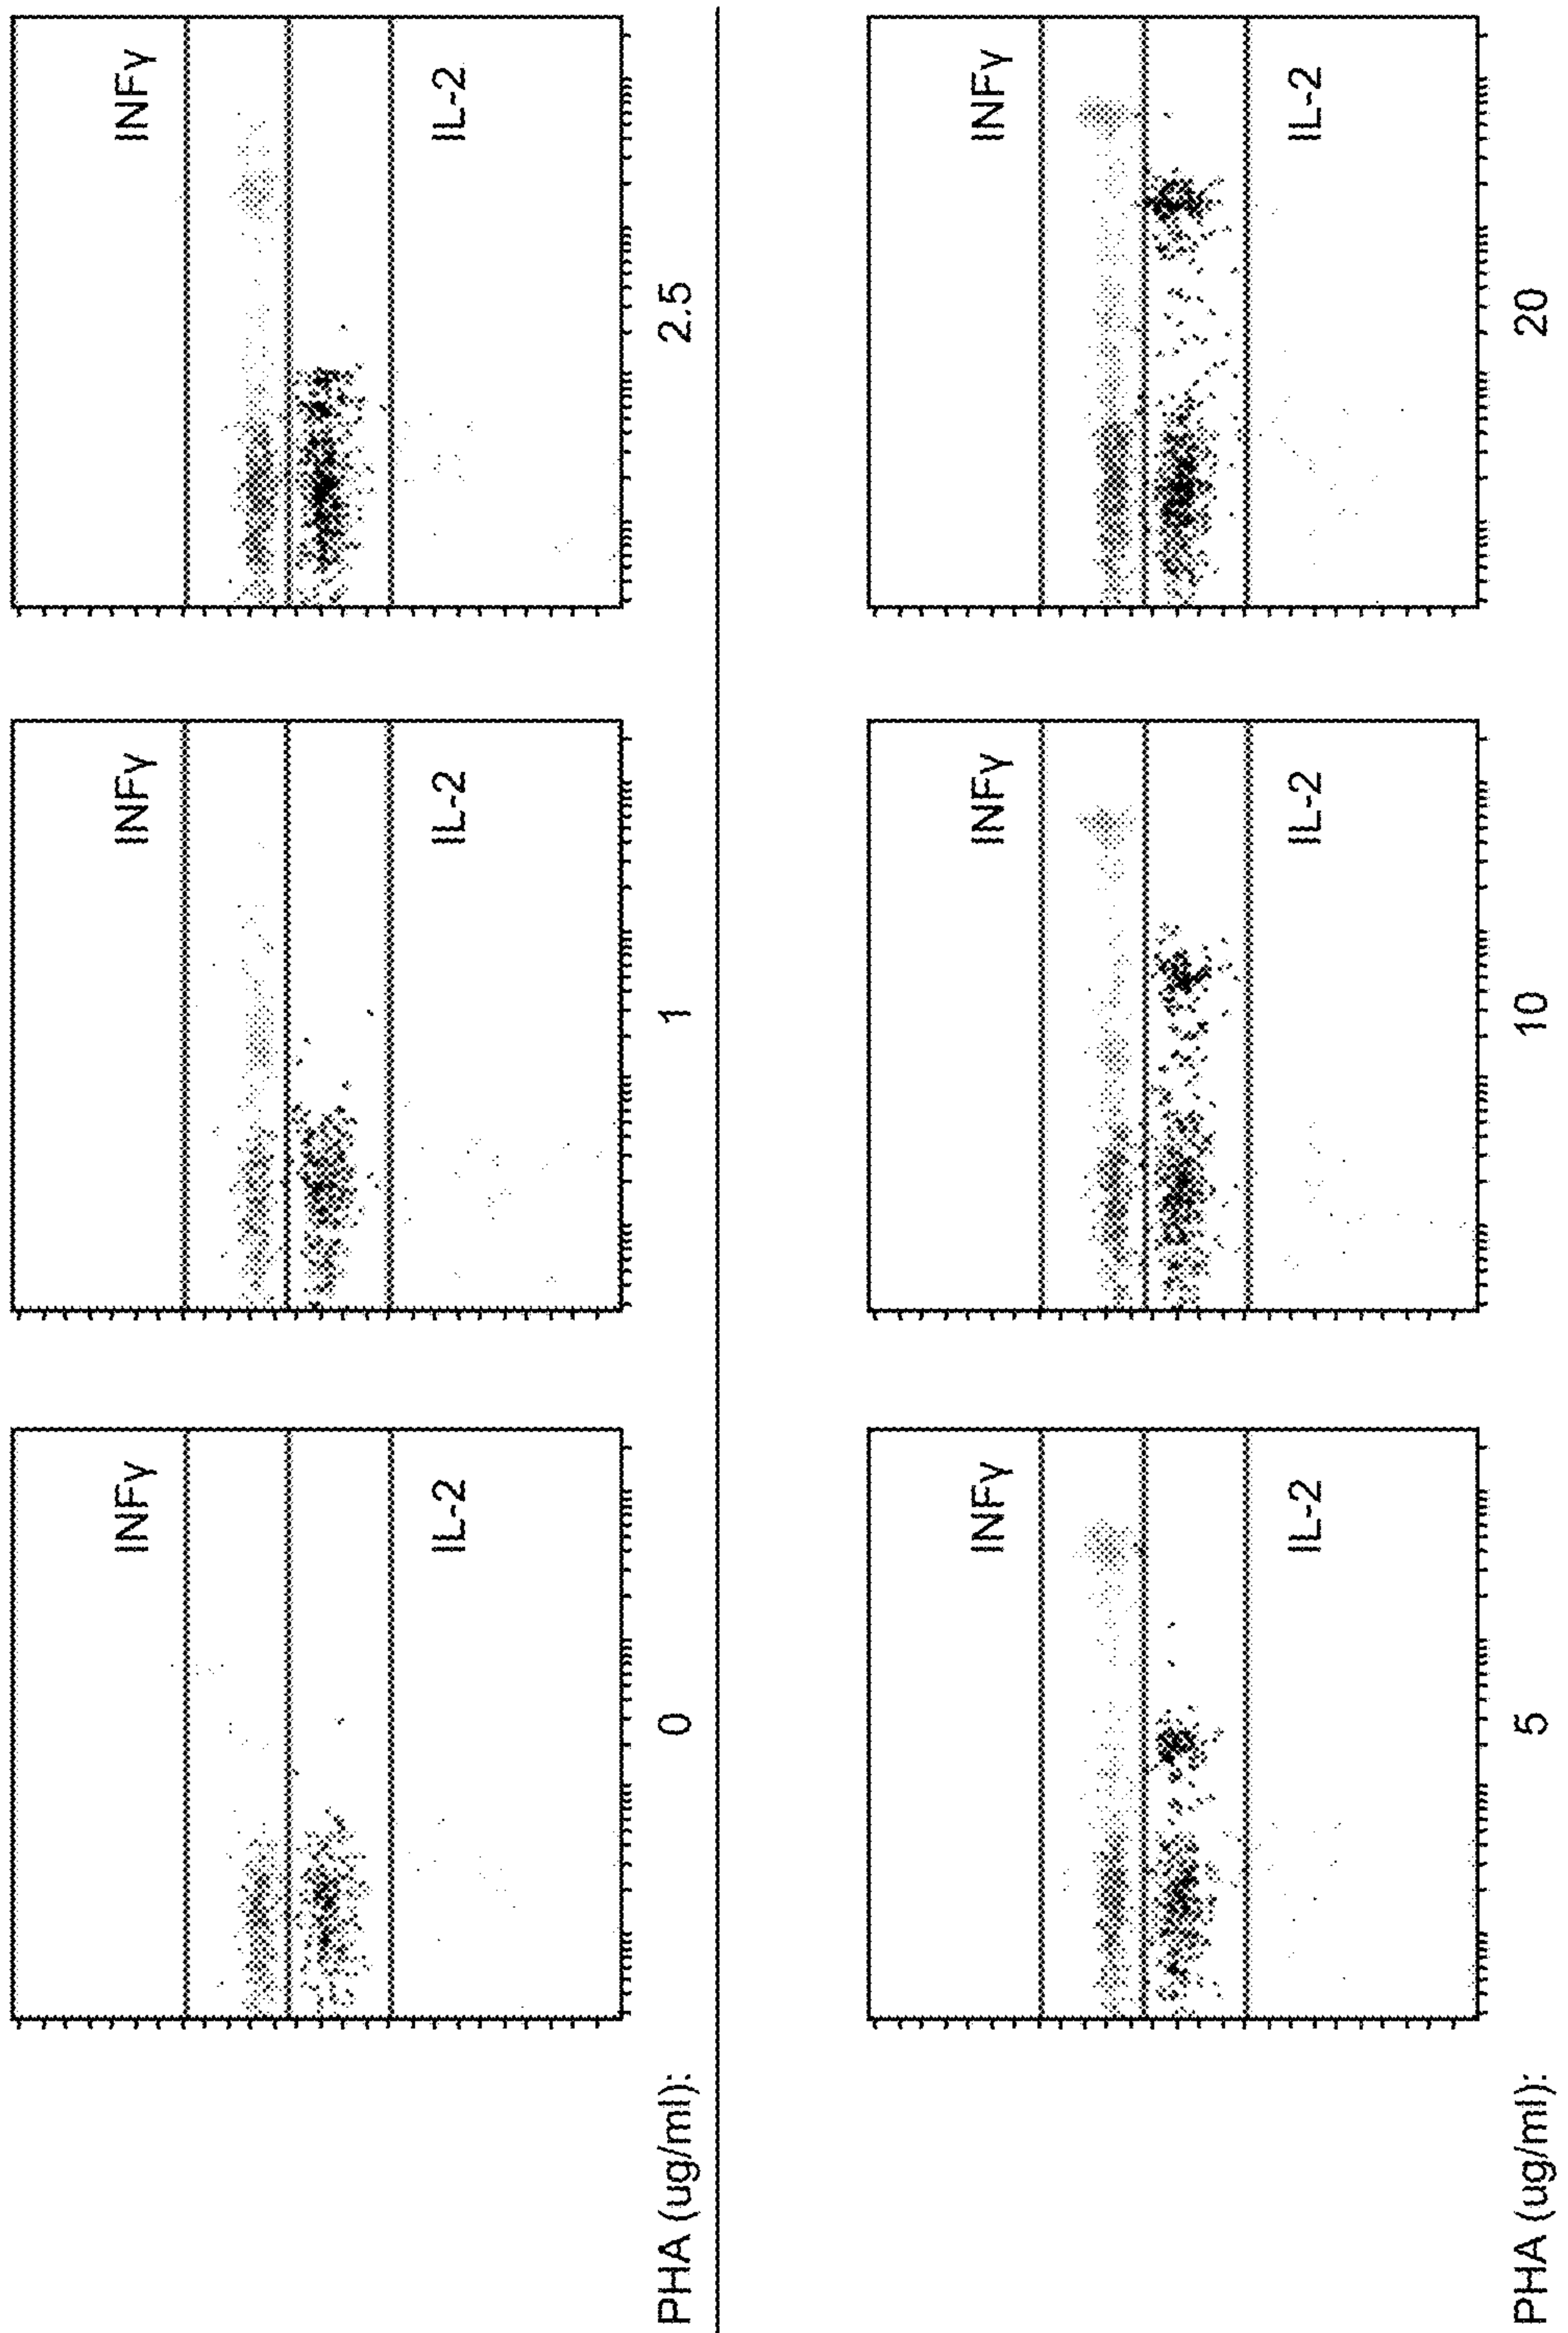 INFγ
IL-2
INFγ
IL-2
INFγ
IL-2
PHA (ug/ml): 0 1 2.5
INFγ
IL-2
INFγ
IL-2
INFγ
IL-2
PHA (ug/ml): 5 10 20